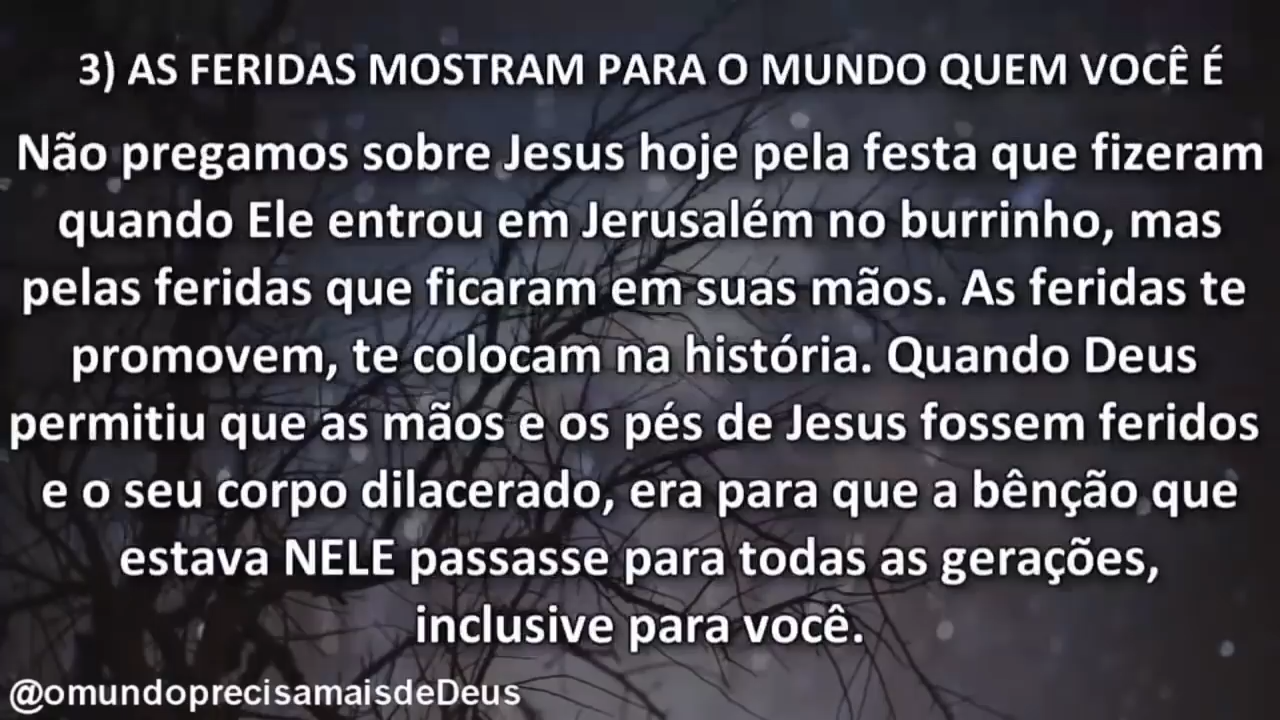 3) AS FERIDAS MOSTRAM PARA O MUNDO QUEM VOCÊ É
Não pregamos sobre Jesus hoje pela festa que fizeram
quando Ele entrou em Jerusalém no burrinho, mas
pelas feridas que ficaram em suas mãos. As feridas te
promovem, te colocam na história. Quando Deus
permitiu que as mãos e os pés de Jesus fossem feridos
e o seu corpo dilacerado, era para que a bênção que
estava NELE passasse para todas as gerações,
inclusive para você.
@omundoprecisamaisdeDeus